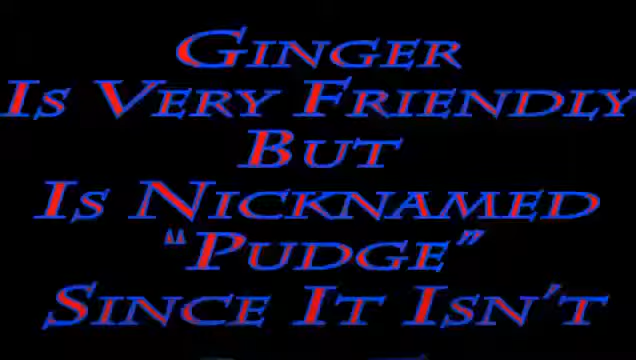 Ginger
Is Very Friendly
But
Is Nicknamed
“Pudge”
Since It Isn’t